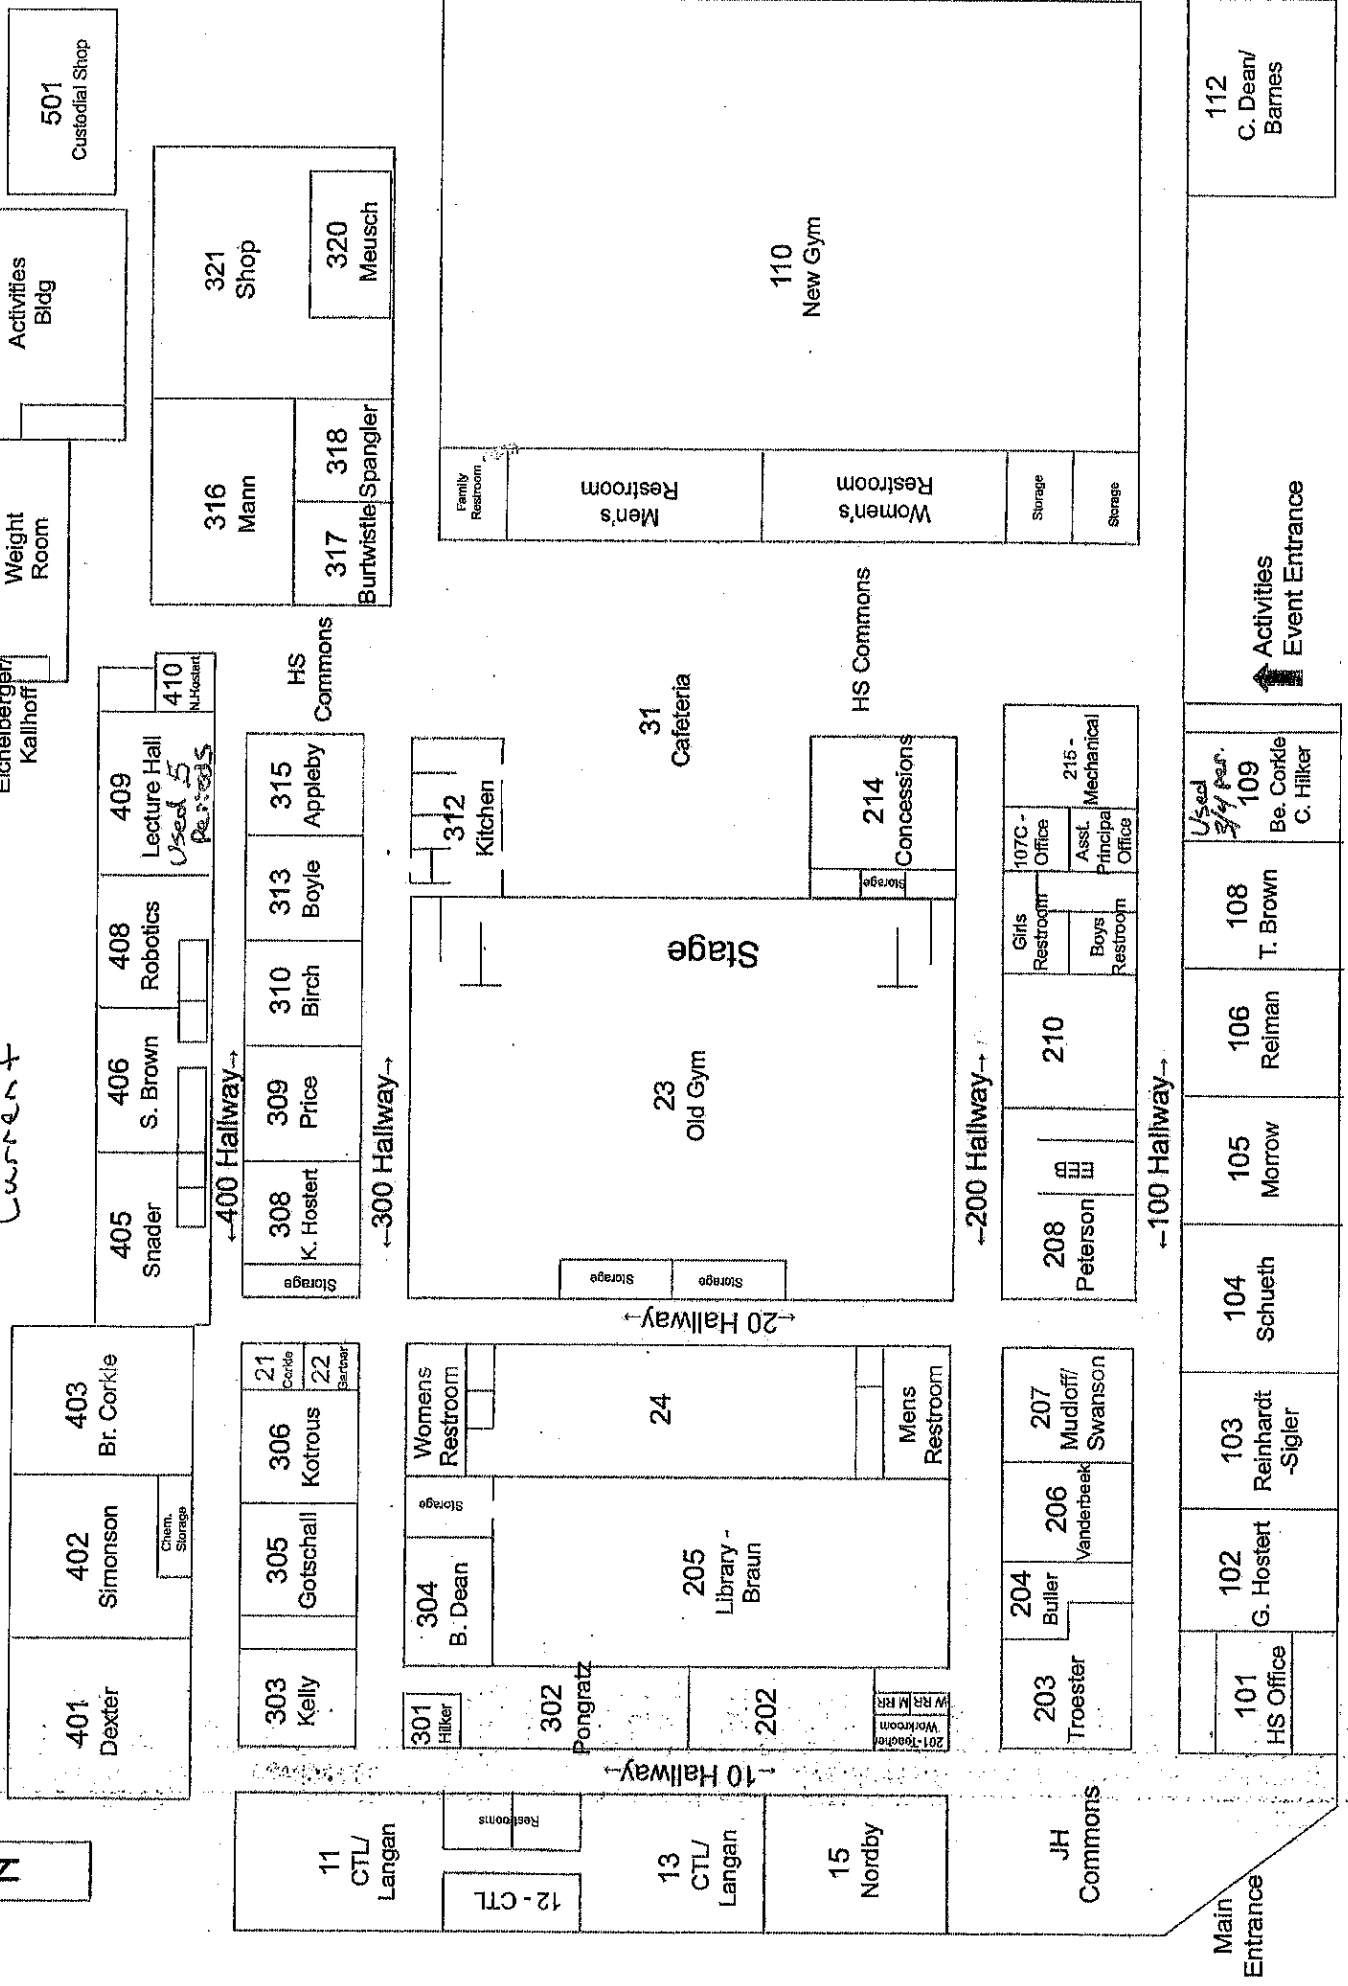 Current
N
501
Custodial Shop
Activities
Bldg
Weight
Room
Eichelberger/
Kallhoff
401
Dexter
402
Simonson
Chem.
Storage
403
Br. Corkle
405
Snader
406
S. Brown
408
Robotics
409
Lecture Hall
Used 5
Periods
410
N.Hostert
←400 Hallway→
303
Kelly
305
Gotschall
306
Kotrous
21
Corkle
22
Gartner
Storage
308
K. Hostert
309
Price
310
Birch
313
Boyle
315
Appleby
HS
Commons
316
Mann
317
Burtwistle
318
Spangler
321
Shop
320
Meusch
←300 Hallway→
11
CTL/
Langan
12 - CTL
Restrooms
13
CTL/
Langan
15
Nordby
JH
Commons
Main
Entrance
←10 Hallway→
301
Hilker
302
Pongratz
202
201-Teacher
Workroom
W RR
M RR
304
B. Dean
Storage
205
Library -
Braun
Womens
Restroom
24
Mens
Restroom
←20 Hallway→
Storage
Storage
23
Old Gym
Stage
312
Kitchen
31
Cafeteria
Storage
214
Concessions
HS Commons
Family
Restroom
Men's
Restroom
Women's
Restroom
Storage
Storage
110
New Gym
←200 Hallway→
203
Troester
204
Buller
206
Vanderbeek
207
Mudloff/
Swanson
208
Peterson
210
Girls
Restroom
Boys
Restroom
107C -
Office
Asst.
Principal
Office
215 -
Mechanical
←100 Hallway→
101
HS Office
102
G. Hostert
103
Reinhardt
-Sigler
104
Schueth
105
Morrow
106
Reiman
108
T. Brown
Used
3/4 per.
109
Be. Corkle
C. Hilker
Activities
Event Entrance
112
C. Dean/
Barnes